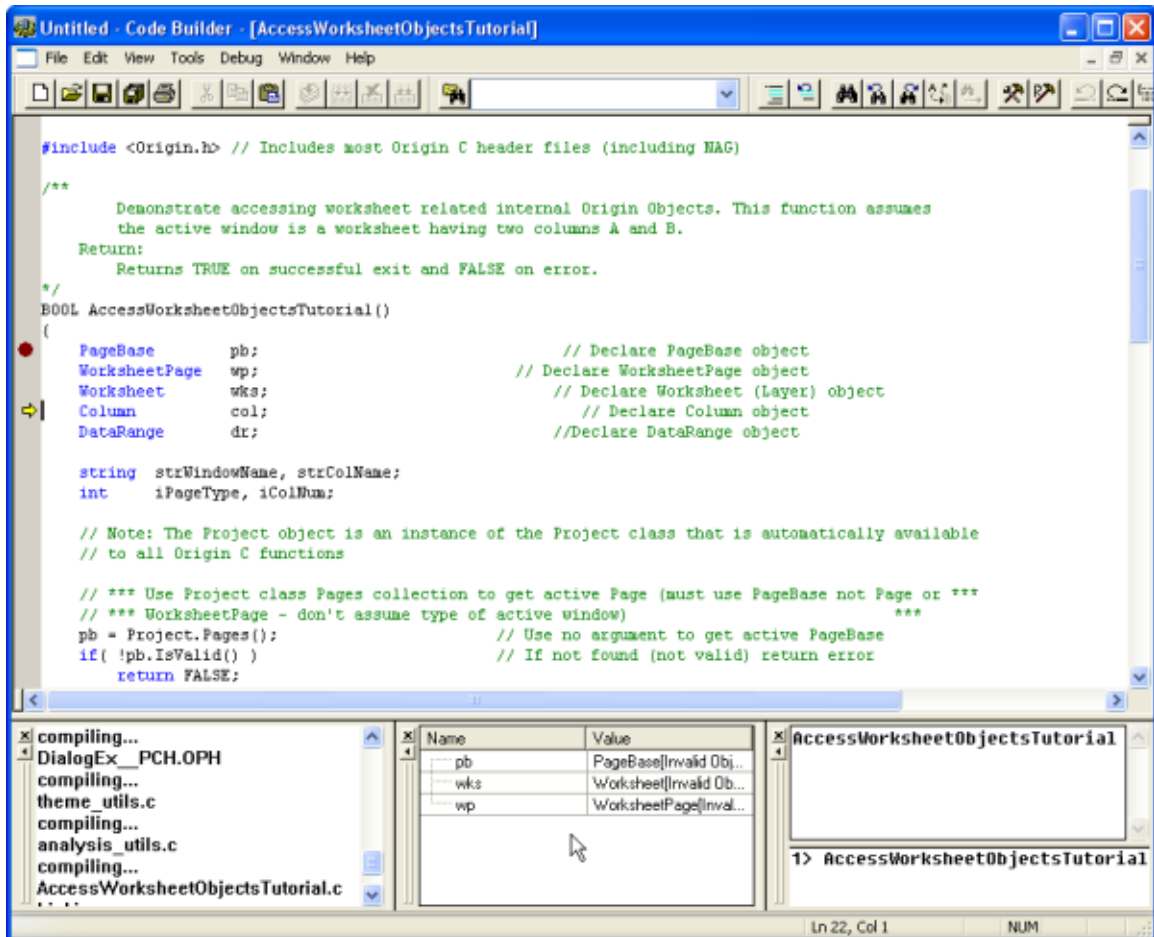 Untitled - Code Builder - [AccessWorksheetObjectsTutorial]
File Edit View Tools Debug Window Help
#include <Origin.h> // Includes most Origin C header files (including NAG)
/**
Demonstrate accessing worksheet related internal Origin Objects. This function assumes
the active window is a worksheet having two columns A and B.
Return:
Returns TRUE on successful exit and FALSE on error.
*/
BOOL AccessWorksheetObjectsTutorial()
{
PageBase pb; // Declare PageBase object
WorksheetPage wp; // Declare WorksheetPage object
Worksheet wks; // Declare Worksheet (Layer) object
Column col; // Declare Column object
DataRange dr; //Declare DataRange object
string strWindowName, strColName;
int iPageType, iColNum;
// Note: The Project object is an instance of the Project class that is automatically available
// to all Origin C functions
// *** Use Project class Pages collection to get active Page (must use PageBase not Page or ***
// *** WorksheetPage - don't assume type of active window) ***
pb = Project.Pages(); // Use no argument to get active PageBase
if( !pb.IsValid() ) // If not found (not valid) return error
return FALSE;
compiling...
DialogEx__PCH.OPH
compiling...
theme_utils.c
compiling...
analysis_utils.c
compiling...
AccessWorksheetObjectsTutorial.c
Name Value
pb PageBase[Invalid Obj...
wks Worksheet[Invalid Ob...
wp WorksheetPage[Inval...
AccessWorksheetObjectsTutorial
1> AccessWorksheetObjectsTutorial
Ln 22, Col 1 NUM